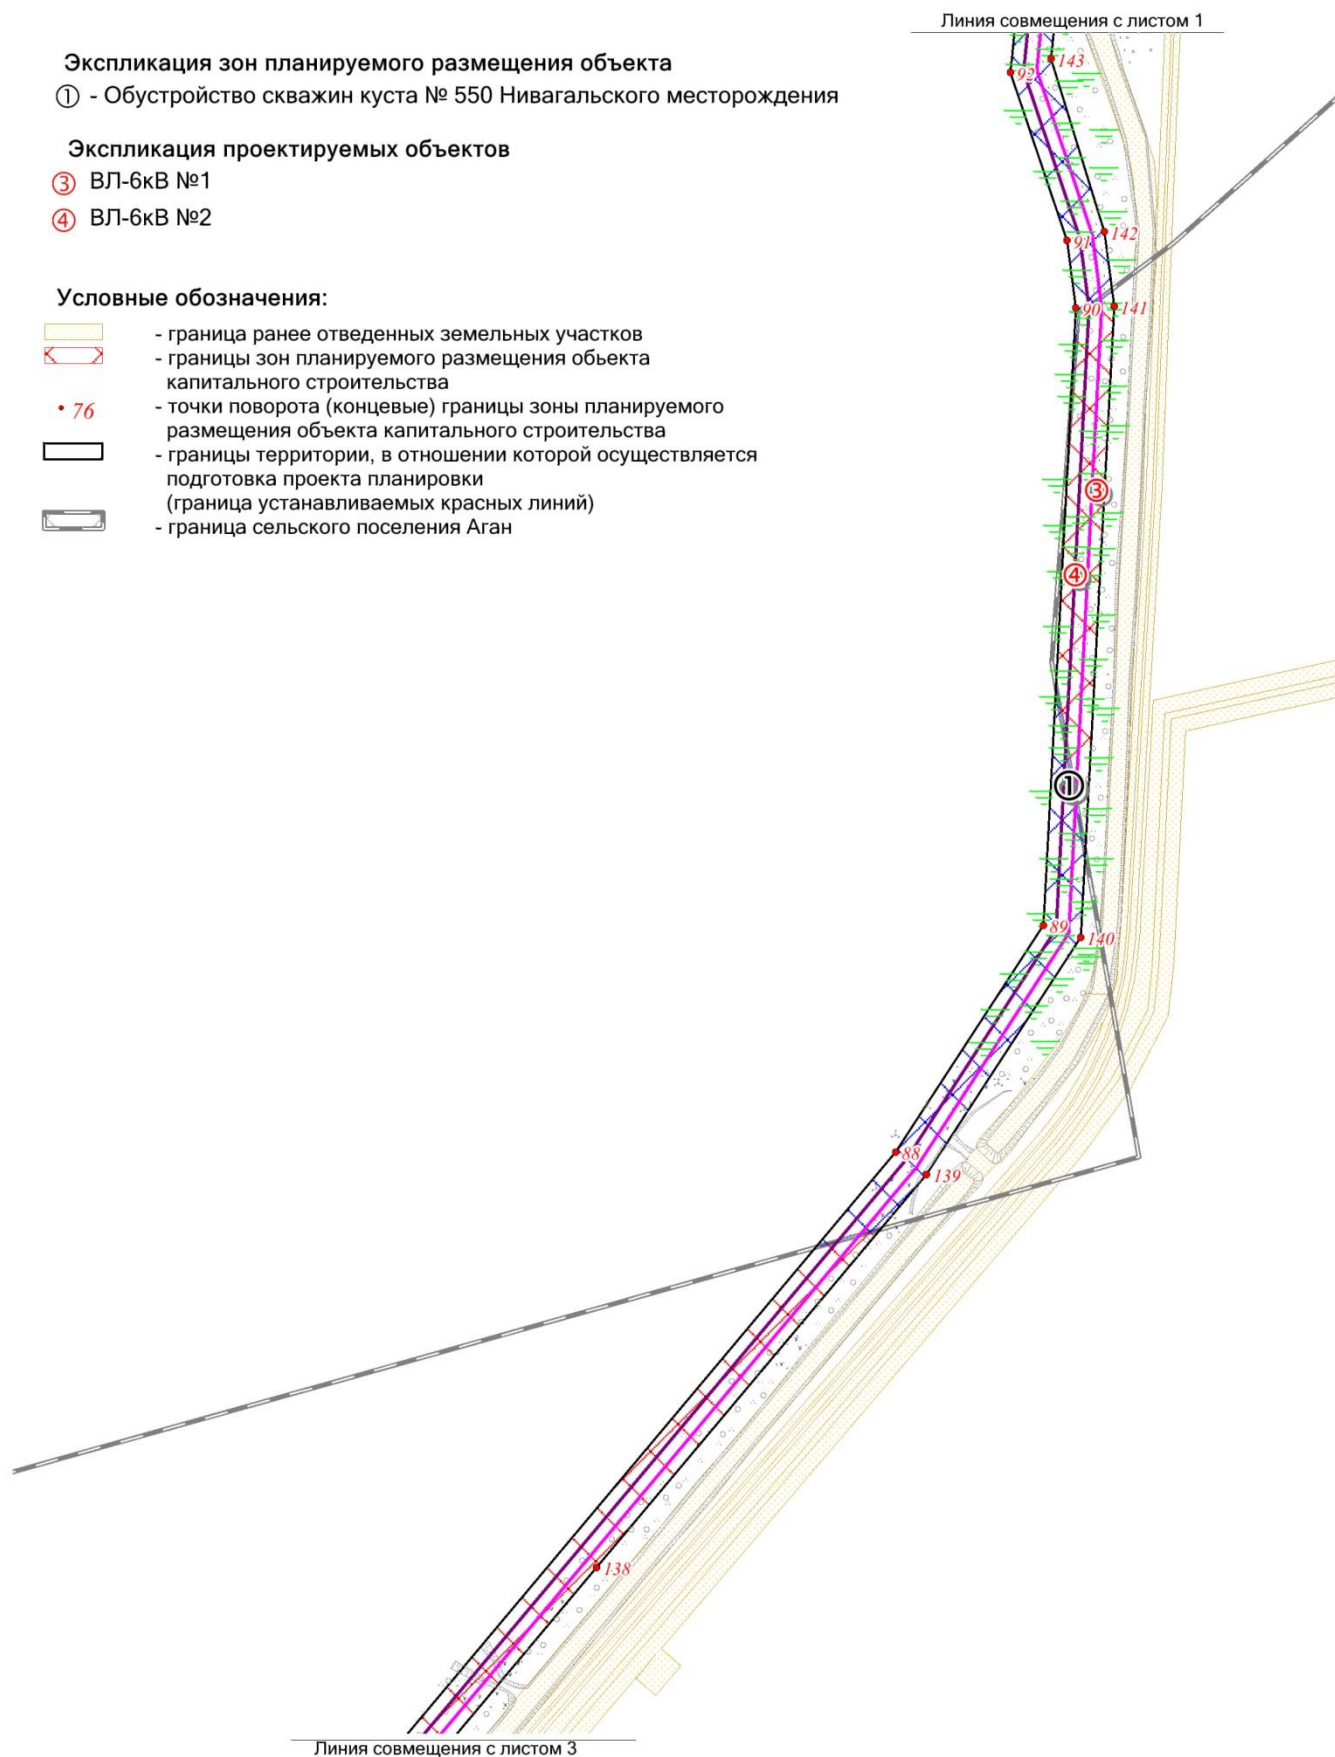 Линия совмещения с листом 1
Экспликация зон планируемого размещения объекта
① - Обустройство скважин куста № 550 Нивагальского месторождения
Экспликация проектируемых объектов
③ ВЛ-6кВ №1
④ ВЛ-6кВ №2
Условные обозначения:
- граница ранее отведенных земельных участков
- границы зон планируемого размещения обьекта
капитального строительства
76
- точки поворота (концевые) границы зоны планируемого
размещения объекта капитального строительства
- границы территории, в отношении которой осуществляется
подготовка проекта планировки
(граница устанавливаемых красных линий)
- граница сельского поселения Аган
143
92
142
91
90
141
③
④
①
89
140
88
139
138
Линия совмещения с листом 3